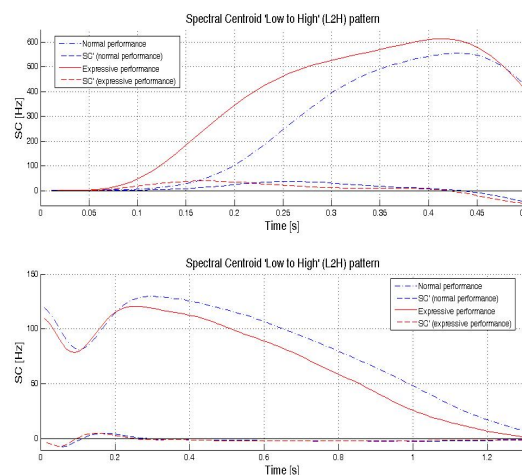 Spectral Centroid 'Low to High' (L2H) pattern
Normal performance
SC' (normal performance)
Expressive performance
SC' (expressive performance)
SC [Hz]
600
500
400
300
200
100
0
0 0.05 0.1 0.15 0.2 0.25 0.3 0.35 0.4 0.45
Time [s]
Spectral Centroid 'Low to High' (L2H) pattern
Normal performance
SC' (normal performance)
Expressive performance
SC' (expressive performance)
SC [Hz]
150
100
50
0
0 0.2 0.4 0.6 0.8 1 1.2
Time [s]